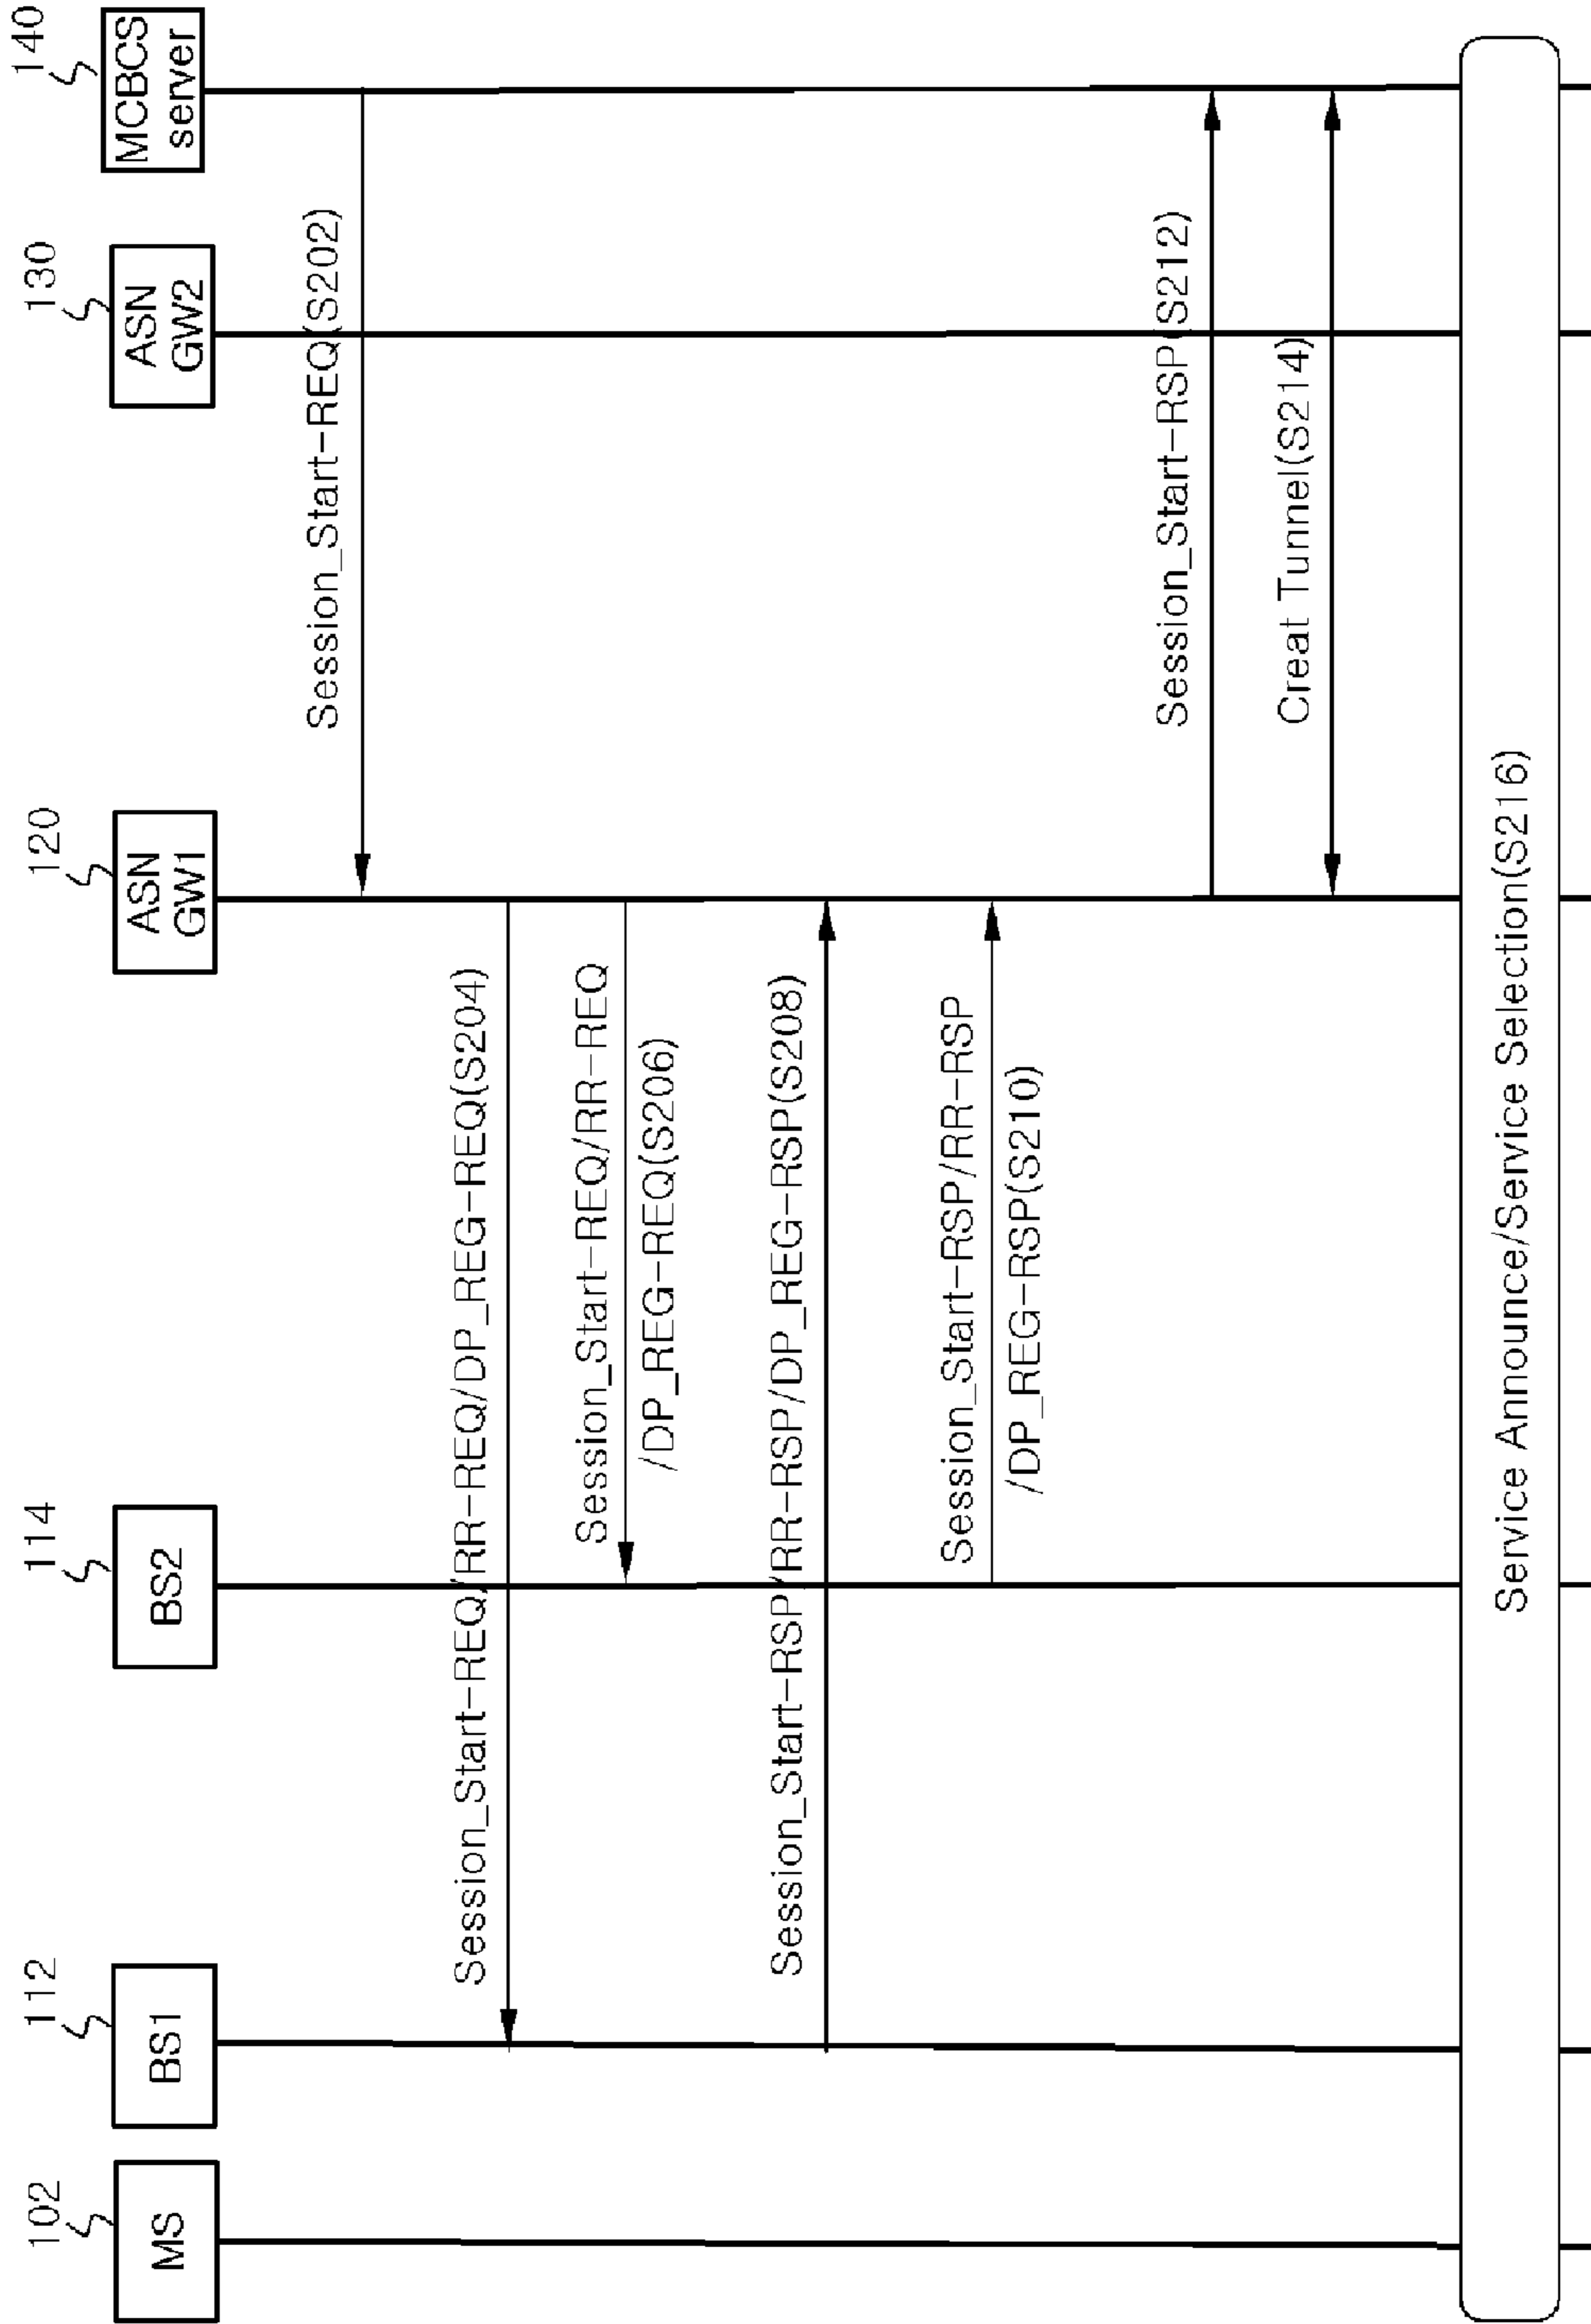 102
112
114
120
130
140
MS
BS1
BS2
ASN
GW1
ASN
GW2
MCBCS
server
Session_Start-REQ(S202)
Session_Start-REQ/RR-REQ/DP_REG-REQ(S204)
Session_Start-REQ/RR-REQ
/DP_REG-REQ(S206)
Session_Start-RSP/RR-RSP/DP_REG-RSP(S208)
Session_Start-RSP/RR-RSP
/DP_REG-RSP(S210)
Session_Start-RSP(S212)
Creat Tunnel(S214)
Service Announce/Service Selection(S216)